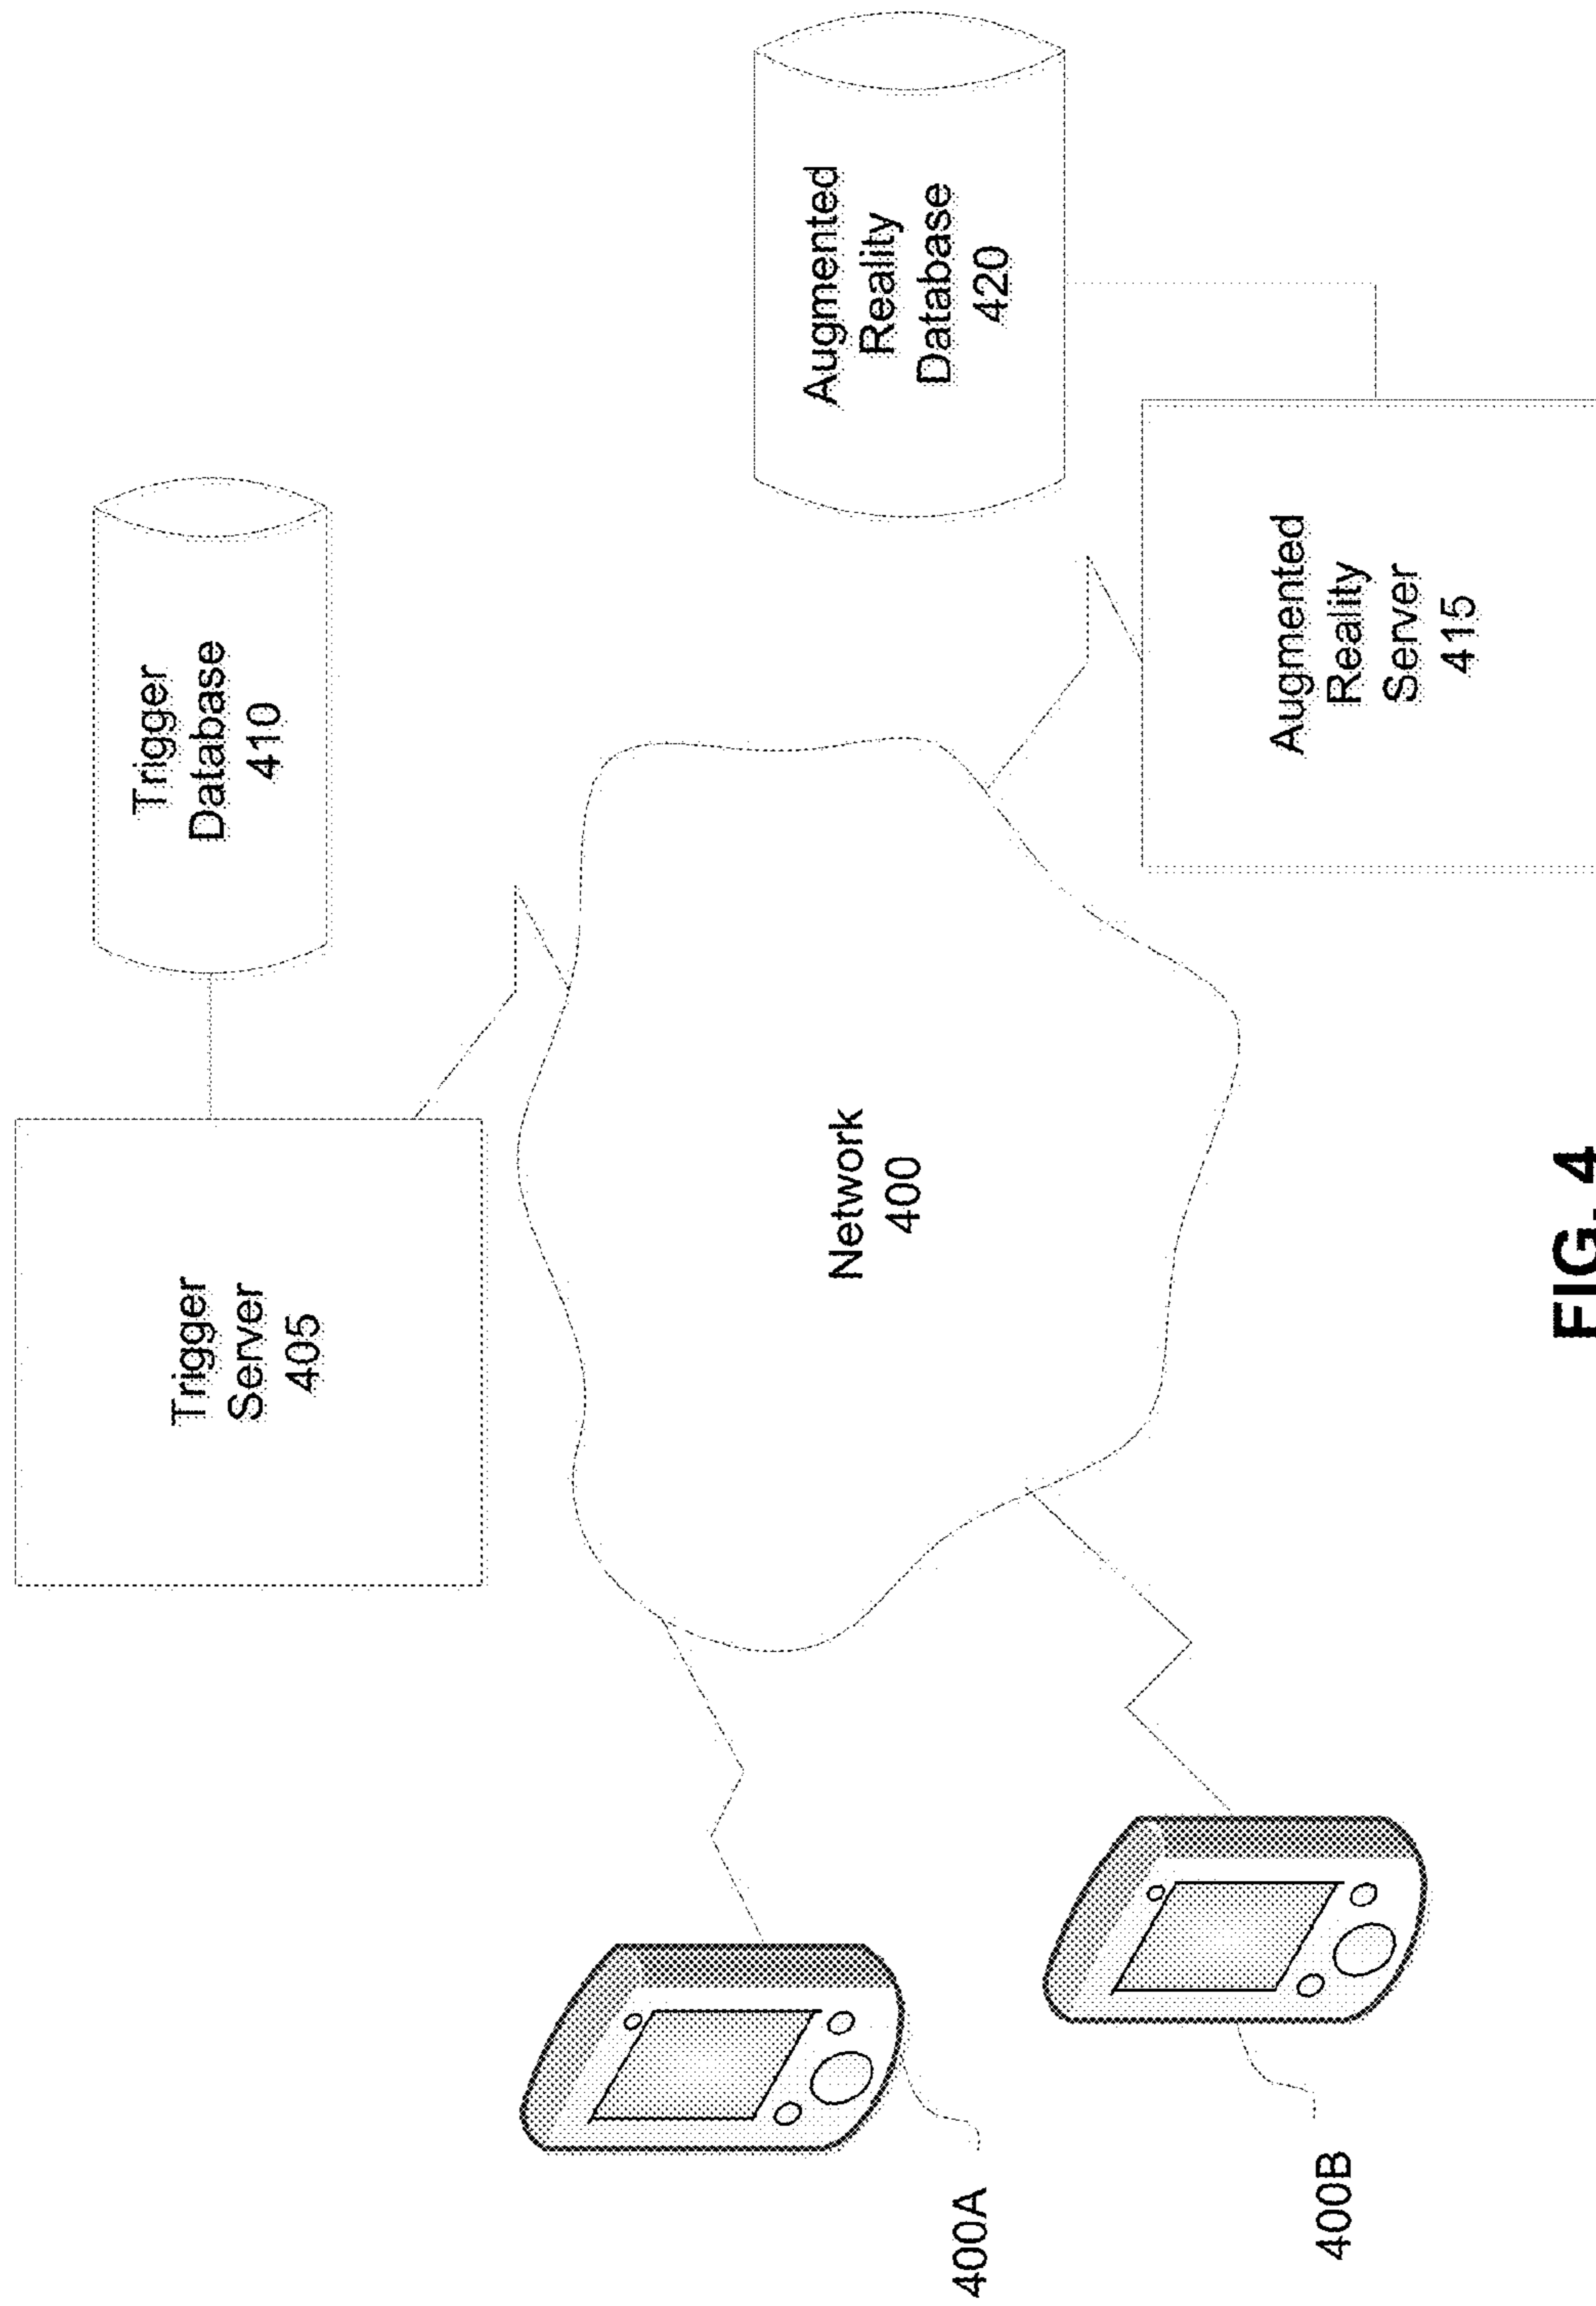 Trigger
Server
405
Trigger
Database
410
Network
400
Augmented
Reality
Database
420
Augmented
Reality
Server
415
400A
400B
FIG. 4